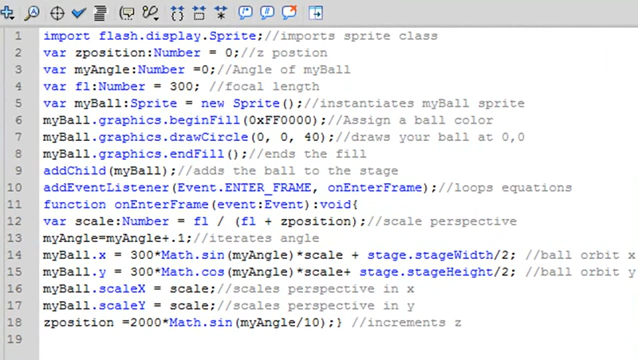 1 import flash.display.Sprite;//imports sprite class
2 var zposition:Number = 0;//z postion
3 var myAngle:Number =0;//Angle of myBall
4 var fl:Number = 300; //focal length
5 var myBall:Sprite = new Sprite();//instantiates myBall sprite
6 myBall.graphics.beginFill(0xFF0000);//Assign a ball color
7 myBall.graphics.drawCircle(0, 0, 40);//draws your ball at 0,0
8 myBall.graphics.endFill();//ends the fill
9 addChild(myBall);//adds the ball to the stage
10 addEventListener(Event.ENTER_FRAME, onEnterFrame);//loops equations
11 function onEnterFrame(event:Event):void{
12 var scale:Number = fl / (fl + zposition);//scale perspective
13 myAngle=myAngle+.1;//iterates angle
14 myBall.x = 300*Math.sin(myAngle)*scale + stage.stageWidth/2; //ball orbit x
15 myBall.y = 300*Math.cos(myAngle)*scale+ stage.stageHeight/2; //ball orbit y
16 myBall.scaleX = scale;//scales perspective in x
17 myBall.scaleY = scale;//scales perspective in y
18 zposition =2000*Math.sin(myAngle/10);} //increments z
19